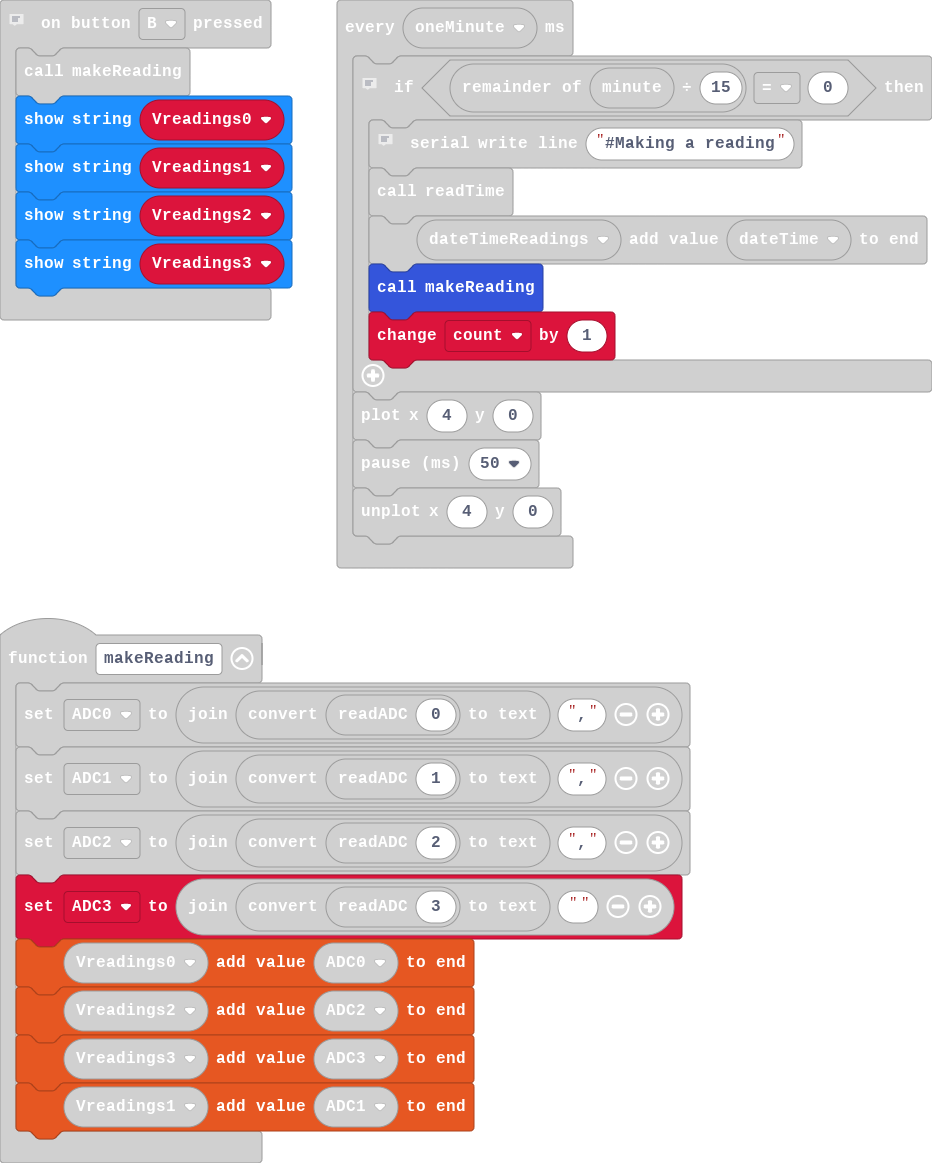 on button B pressed
call makeReading
show string Vreadings0
show string Vreadings1
show string Vreadings2
show string Vreadings3
every oneMinute ms
if remainder of minute ÷ 15 = 0 then
serial write line "#Making a reading"
call readTime
dateTimeReadings add value dateTime to end
call makeReading
change count by 1
plot x 4 y 0
pause (ms) 50
unplot x 4 y 0
function makeReading
set ADC0 to join convert readADC 0 to text ","
set ADC1 to join convert readADC 1 to text ","
set ADC2 to join convert readADC 2 to text ","
set ADC3 to join convert readADC 3 to text ""
Vreadings0 add value ADC0 to end
Vreadings2 add value ADC2 to end
Vreadings3 add value ADC3 to end
Vreadings1 add value ADC1 to end